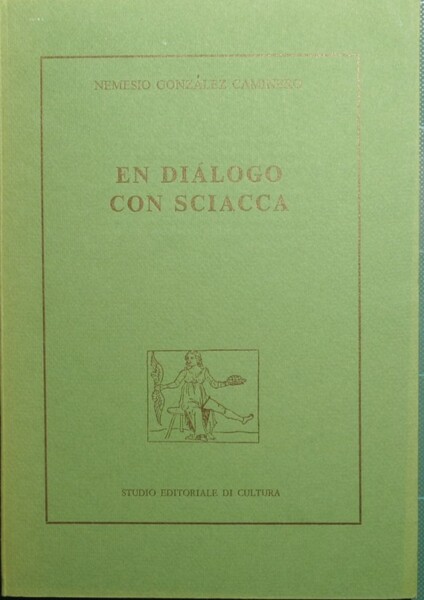 NEMESIO GONZÁLEZ CAMINERO
EN DIÁLOGO
CON SCIACCA
STUDIO EDITORIALE DI CULTURA